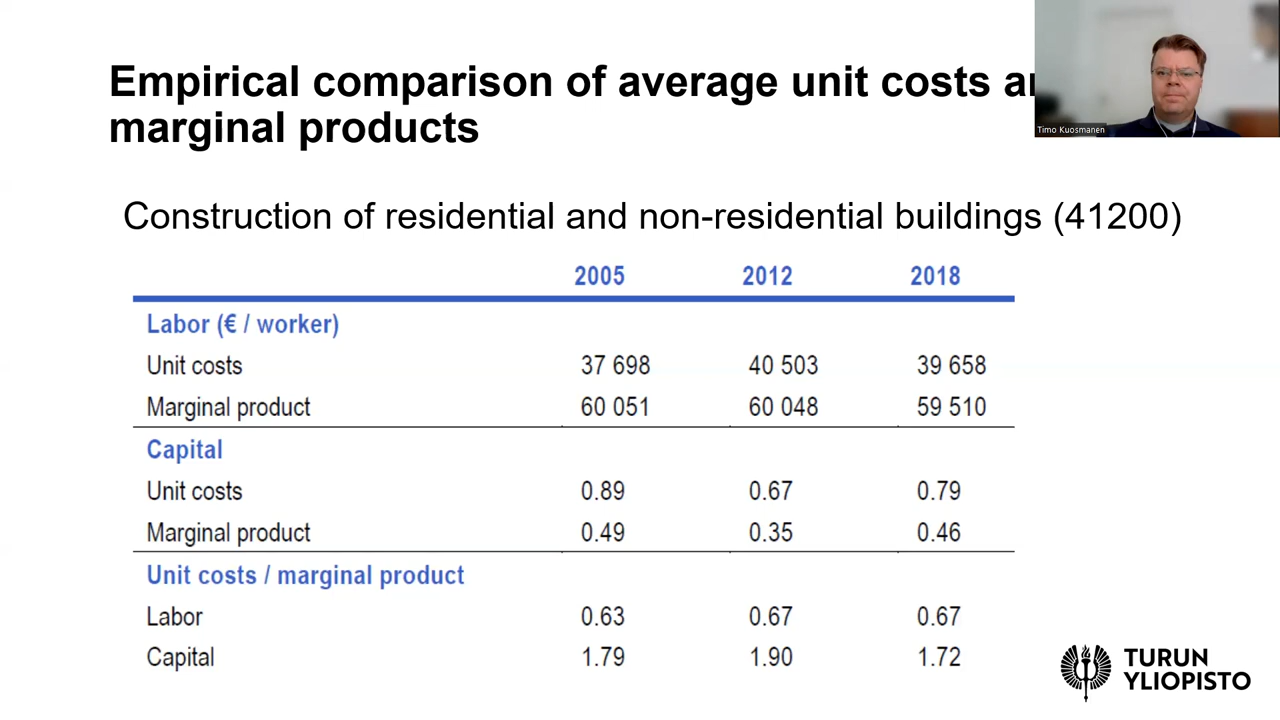 Empirical comparison of average unit costs
marginal products
Timo Kuosmanen
Construction of residential and non-residential buildings (41200)
2005 2012 2018
Labor (€ / worker)
Unit costs 37 698 40 503 39 658
Marginal product 60 051 60 048 59 510
Capital
Unit costs 0.89 0.67 0.79
Marginal product 0.49 0.35 0.46
Unit costs / marginal product
Labor 0.63 0.67 0.67
Capital 1.79 1.90 1.72
TURUN
YLIOPISTO